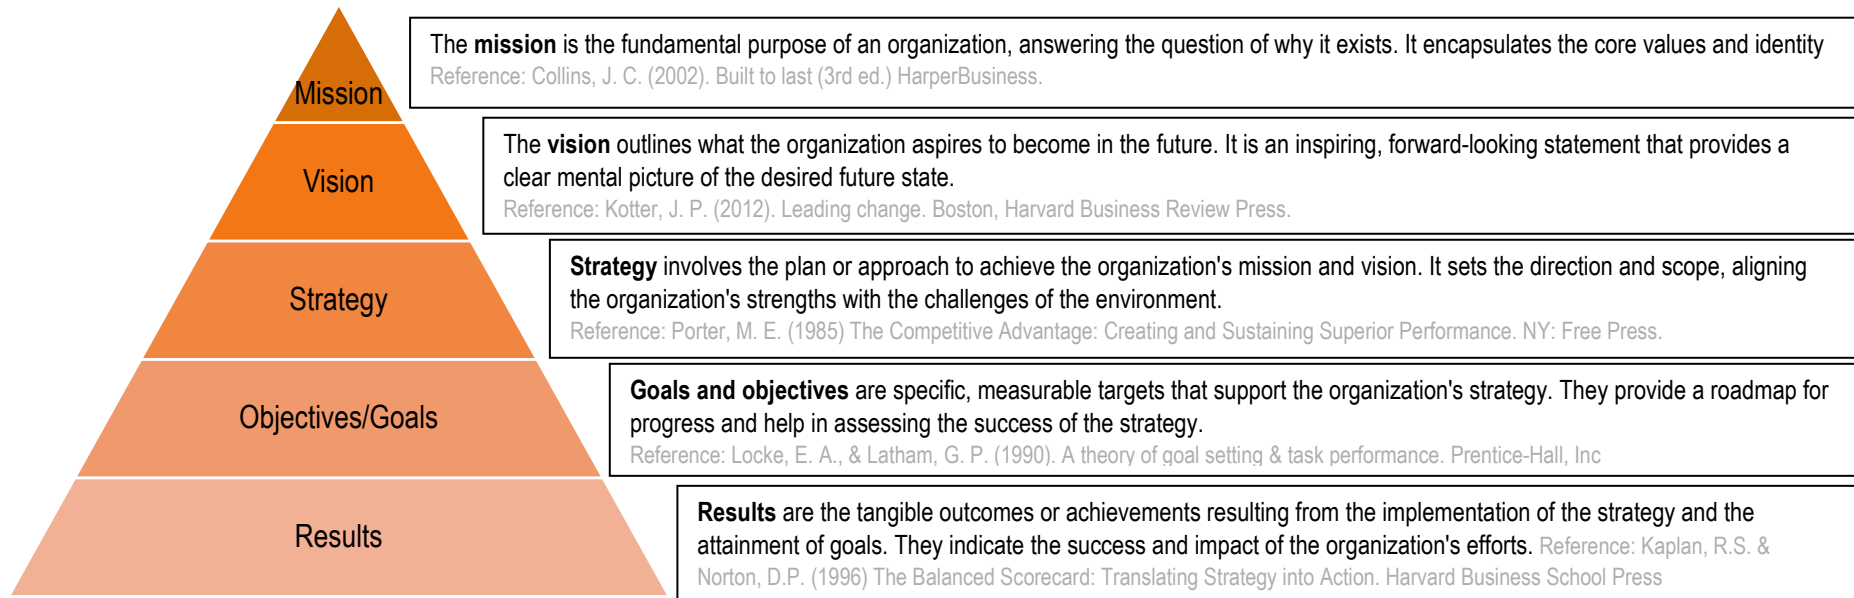 Mission
The mission is the fundamental purpose of an organization, answering the question of why it exists. It encapsulates the core values and identity
Reference: Collins, J. C. (2002). Built to last (3rd ed.) HarperBusiness.
Vision
The vision outlines what the organization aspires to become in the future. It is an inspiring, forward-looking statement that provides a
clear mental picture of the desired future state.
Reference: Kotter, J. P. (2012). Leading change. Boston, Harvard Business Review Press.
Strategy
Strategy involves the plan or approach to achieve the organization's mission and vision. It sets the direction and scope, aligning
the organization's strengths with the challenges of the environment.
Reference: Porter, M. E. (1985) The Competitive Advantage: Creating and Sustaining Superior Performance. NY: Free Press.
Objectives/Goals
Goals and objectives are specific, measurable targets that support the organization's strategy. They provide a roadmap for
progress and help in assessing the success of the strategy.
Reference: Locke, E. A., & Latham, G. P. (1990). A theory of goal setting & task performance. Prentice-Hall, Inc
Results
Results are the tangible outcomes or achievements resulting from the implementation of the strategy and the
attainment of goals. They indicate the success and impact of the organization's efforts. Reference: Kaplan, R.S. &
Norton, D.P. (1996) The Balanced Scorecard: Translating Strategy into Action. Harvard Business School Press